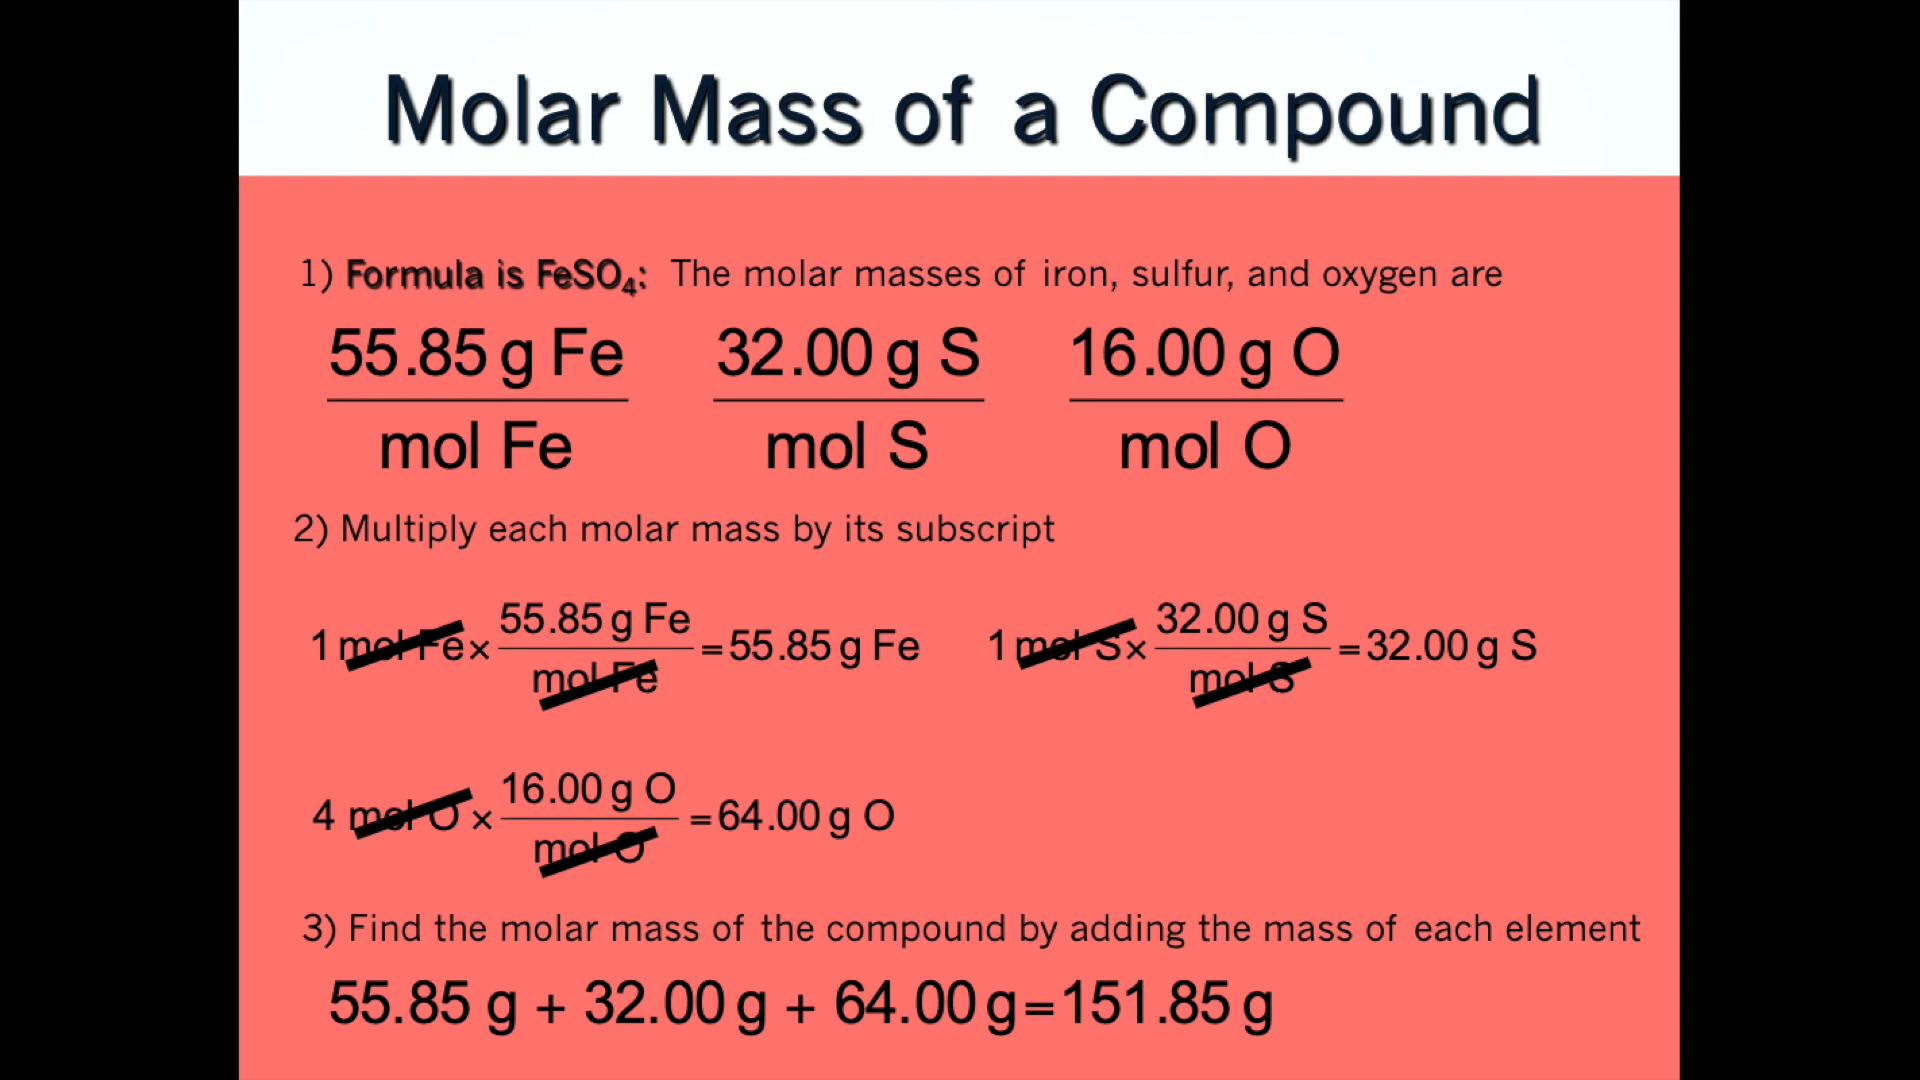 Molar Mass of a Compound
1) Formula is FeSO₄: The molar masses of iron, sulfur, and oxygen are
55.85 g Fe 32.00 g S 16.00 g O
mol Fe mol S mol O
2) Multiply each molar mass by its subscript
1 mol Fe × 55.85 g Fe / mol Fe = 55.85 g Fe 1 mol S × 32.00 g S / mol S = 32.00 g S
4 mol O × 16.00 g O / mol O = 64.00 g O
3) Find the molar mass of the compound by adding the mass of each element
55.85 g + 32.00 g + 64.00 g = 151.85 g